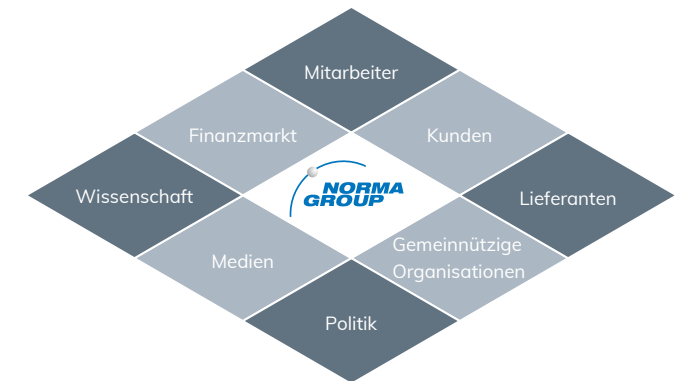 Mitarbeiter
Finanzmarkt
Kunden
Wissenschaft
NORMA
GROUP
Lieferanten
Medien
Gemeinnützige
Organisationen
Politik